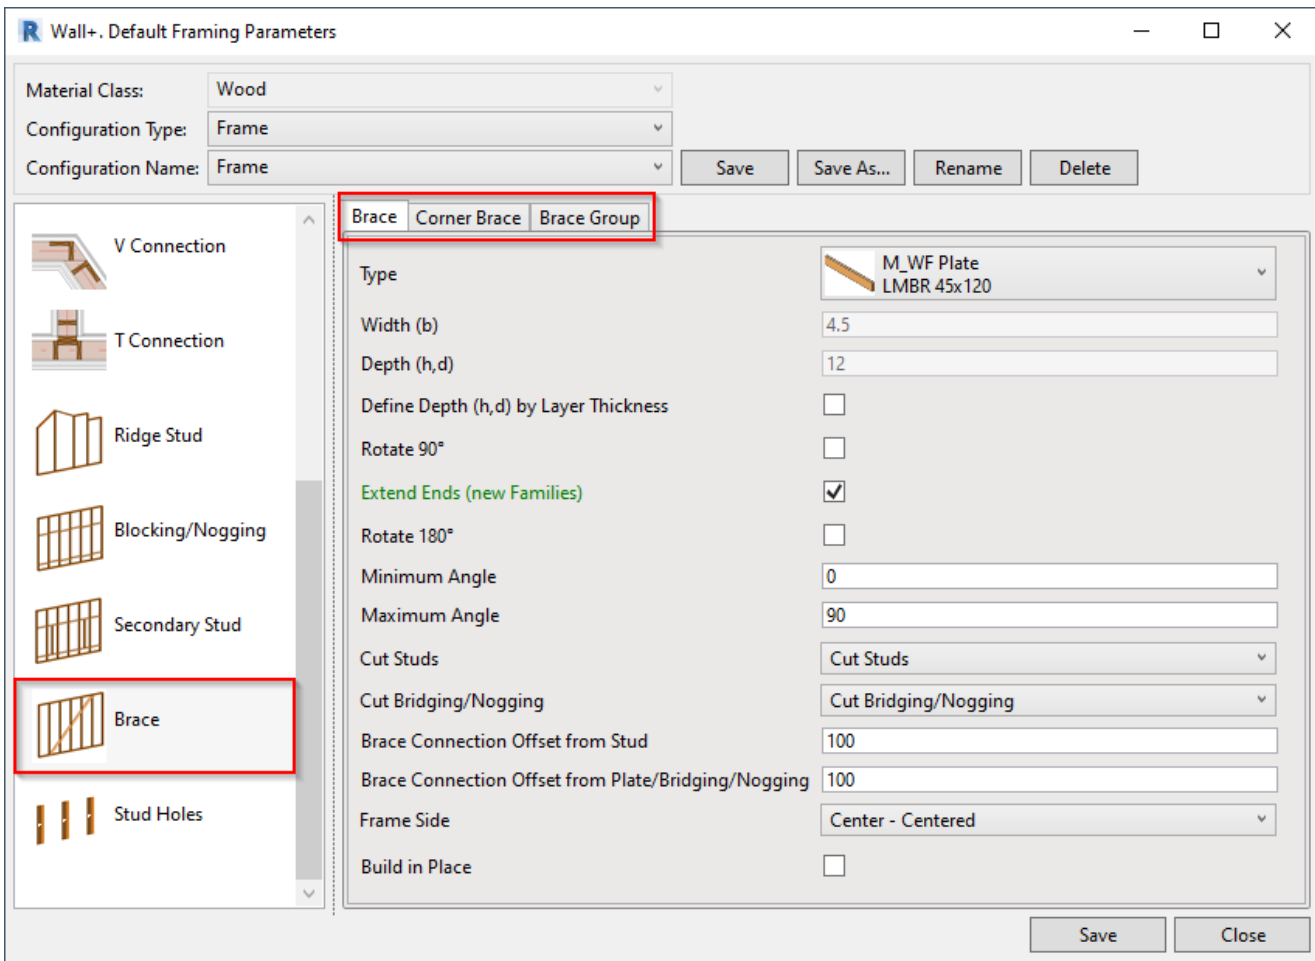 Wall+. Default Framing Parameters
Material Class: Wood
Configuration Type: Frame
Configuration Name: Frame Save Save As... Rename Delete
V Connection
T Connection
Ridge Stud
Blocking/Nogging
Secondary Stud
Brace
Stud Holes
Brace Corner Brace Brace Group
Type M_WF Plate
LMBR 45x120
Width (b) 4.5
Depth (h,d) 12
Define Depth (h,d) by Layer Thickness
Rotate 90°
Extend Ends (new Families)
Rotate 180°
Minimum Angle 0
Maximum Angle 90
Cut Studs Cut Studs
Cut Bridging/Nogging Cut Bridging/Nogging
Brace Connection Offset from Stud 100
Brace Connection Offset from Plate/Bridging/Nogging 100
Frame Side Center - Centered
Build in Place
Save Close